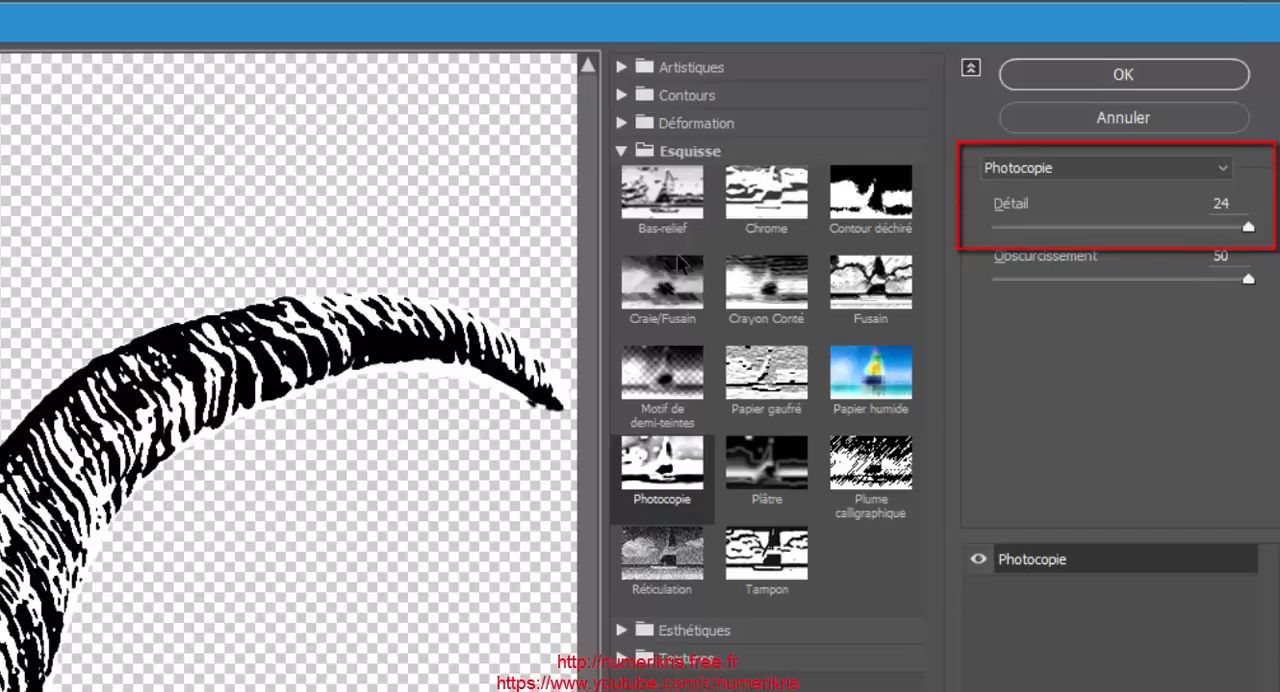 Artistiques
Contours
Déformation
Esquisse
Bas-relief
Chrome
Contour déchiré
Craie/Fusain
Crayon Conté
Fusain
Motif de
demi-teintes
Papier gaufré
Papier humide
Photocopie
Plâtre
Plume
calligraphique
Réticulation
Tampon
Esthétiques
Textures
OK
Annuler
Photocopie
Détail 24
Obscurcissement 50
Photocopie
http://numerikris.free.fr
https://www.youtube.com/c/numerikris